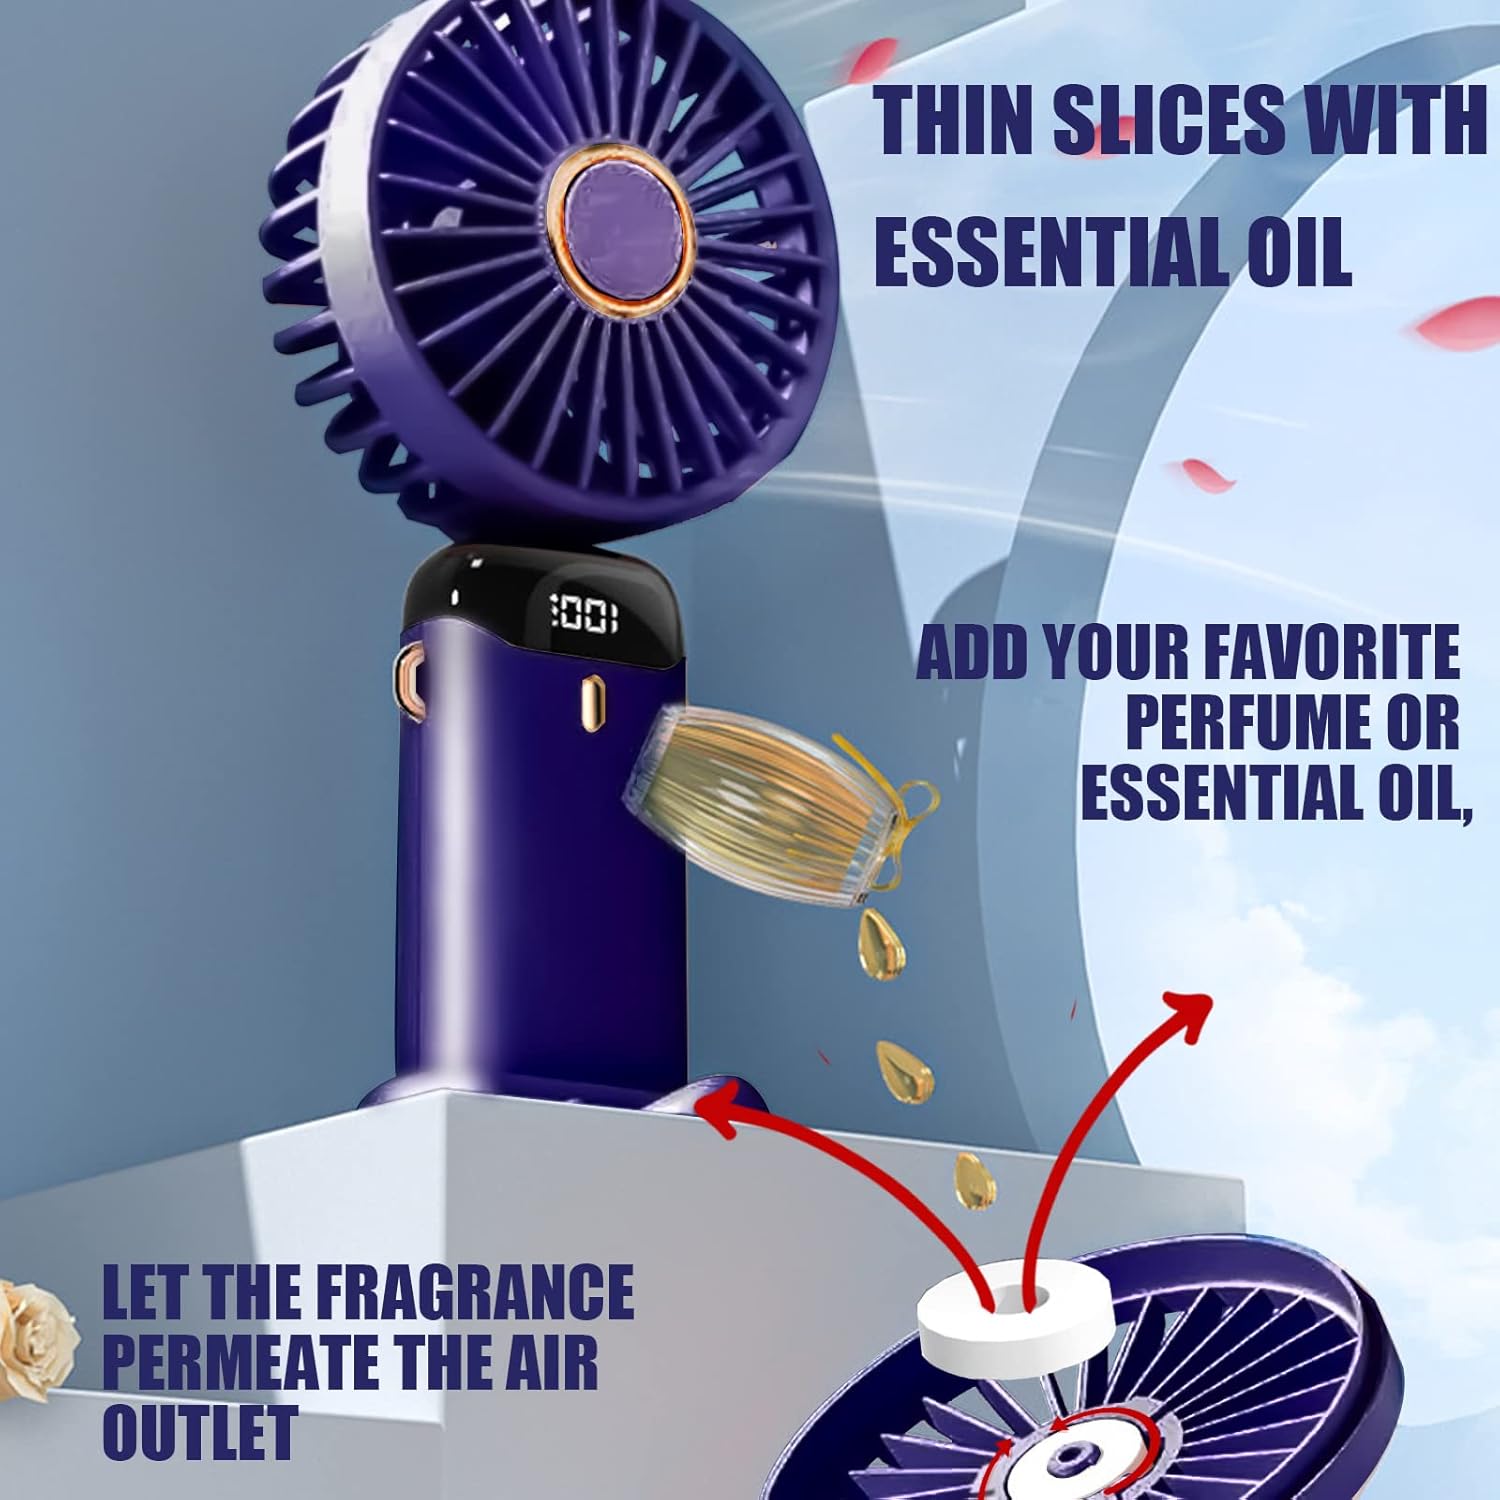 THIN SLICES WITH
ESSENTIAL OIL
100
ADD YOUR FAVORITE
PERFUME OR
ESSENTIAL OIL,
LET THE FRAGRANCE
PERMEATE THE AIR
OUTLET